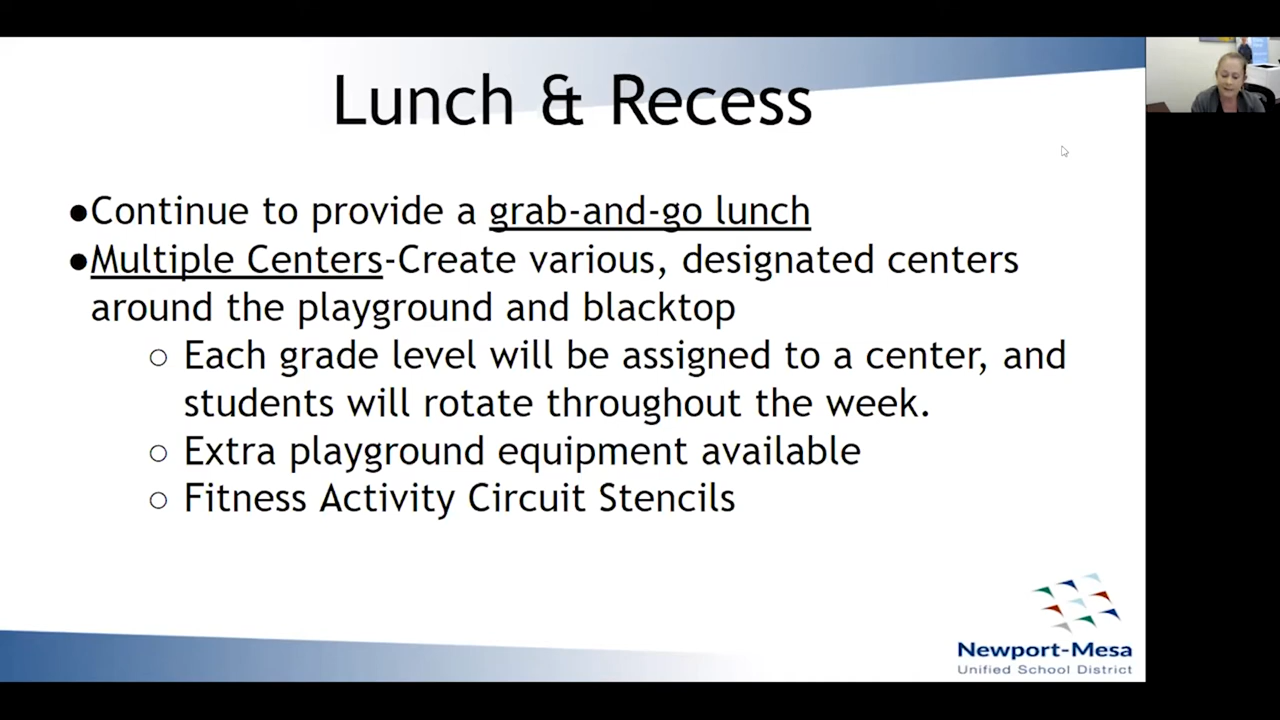 Lunch & Recess
●Continue to provide a grab-and-go lunch
●Multiple Centers-Create various, designated centers
around the playground and blacktop
○ Each grade level will be assigned to a center, and
students will rotate throughout the week.
○ Extra playground equipment available
○ Fitness Activity Circuit Stencils
Newport-Mesa
Unified School District